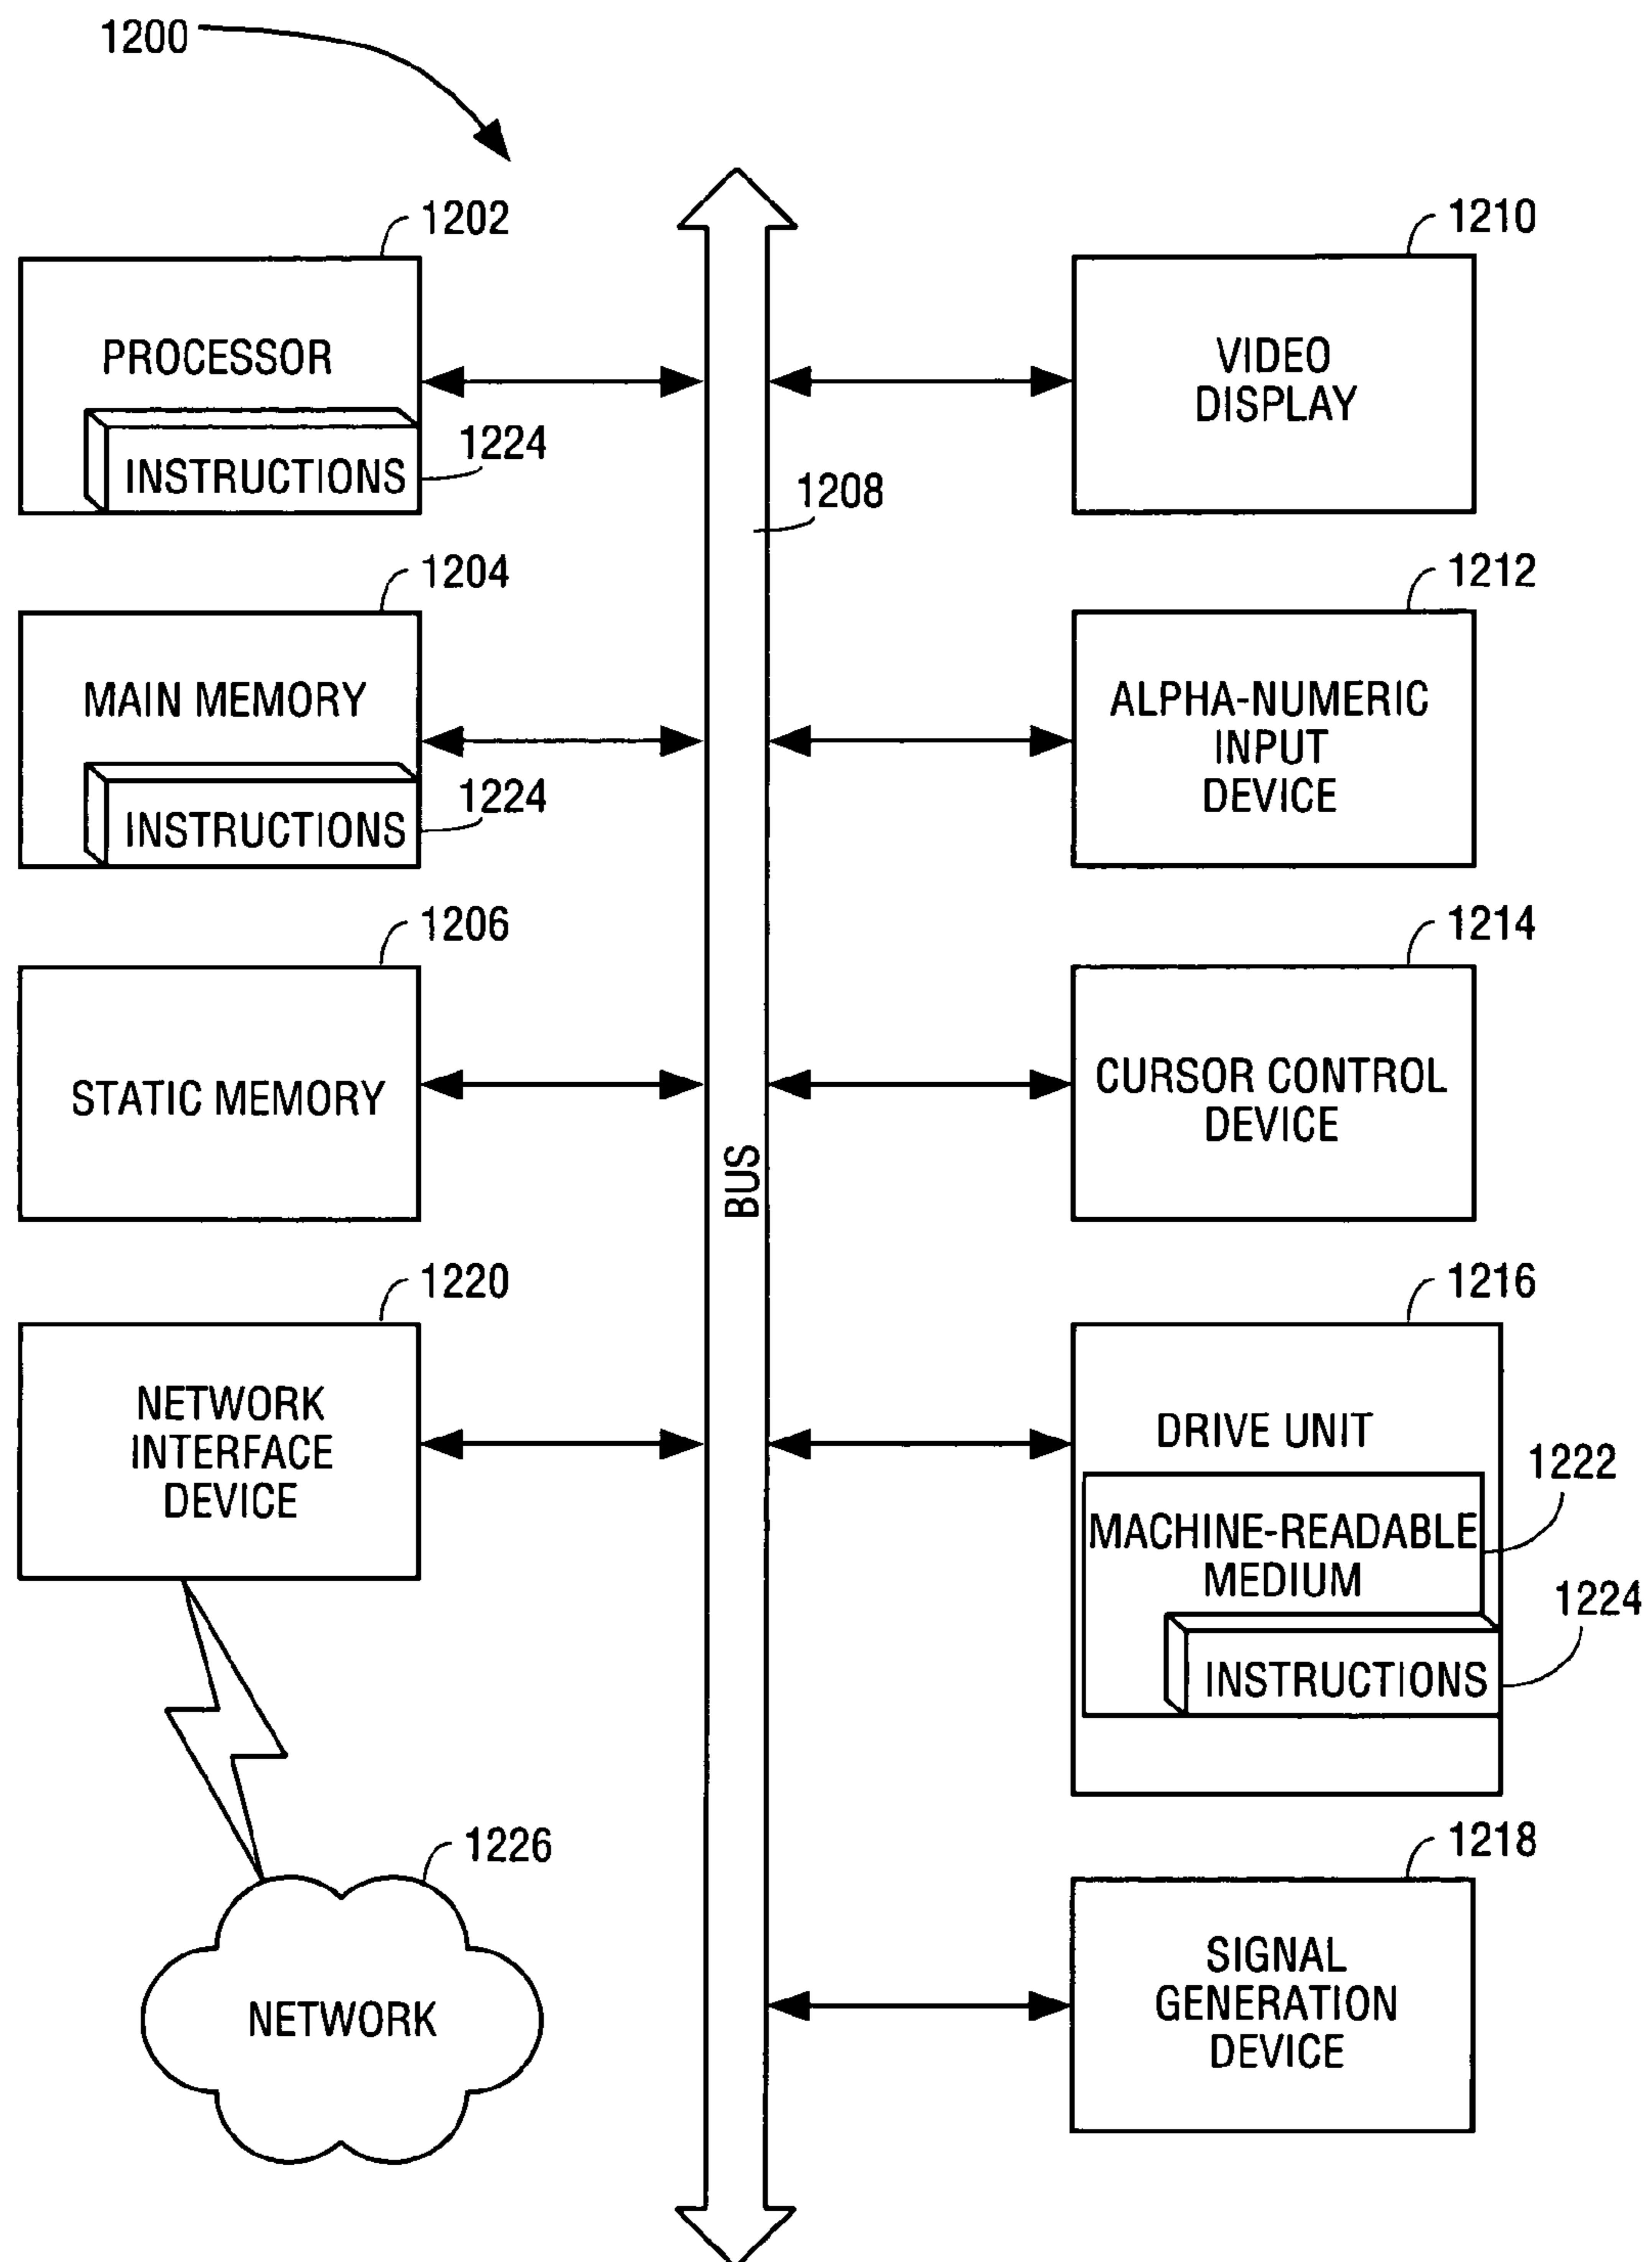 1200
1202
PROCESSOR
INSTRUCTIONS
1224
1204
MAIN MEMORY
INSTRUCTIONS
1224
1206
STATIC MEMORY
1220
NETWORK
INTERFACE
DEVICE
1226
NETWORK
1208
BUS
1210
VIDEO
DISPLAY
1212
ALPHA-NUMERIC
INPUT
DEVICE
1214
CURSOR CONTROL
DEVICE
1216
DRIVE UNIT
1222
MACHINE-READABLE
MEDIUM
1224
INSTRUCTIONS
1218
SIGNAL
GENERATION
DEVICE